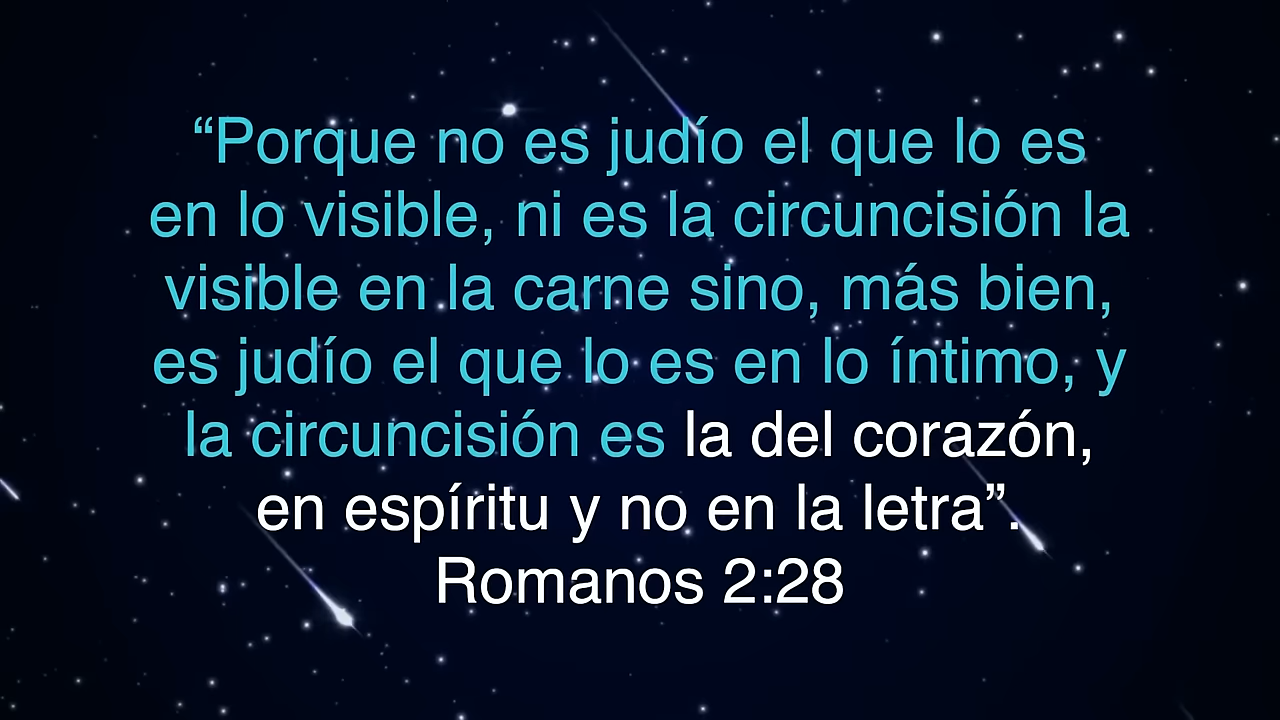 “Porque no es judío el que lo es
en lo visible, ni es la circuncisión la
visible en la carne sino, más bien,
es judío el que lo es en lo íntimo, y
la circuncisión es la del corazón,
en espíritu y no en la letra”.
Romanos 2:28